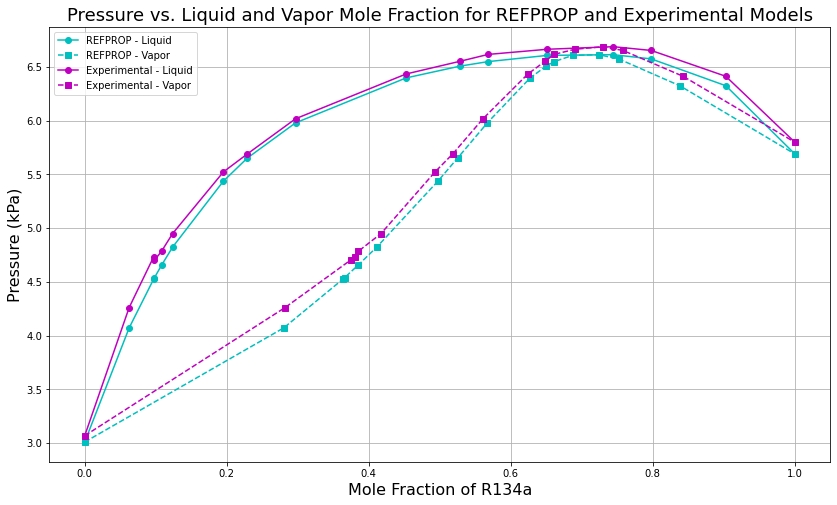 Pressure vs. Liquid and Vapor Mole Fraction for REFPROP and Experimental Models
REFPROP - Liquid
REFPROP - Vapor
Experimental - Liquid
Experimental - Vapor
Pressure (kPa)
6.5
6.0
5.5
5.0
4.5
4.0
3.5
3.0
0.0
0.2
0.4
0.6
0.8
1.0
Mole Fraction of R134a